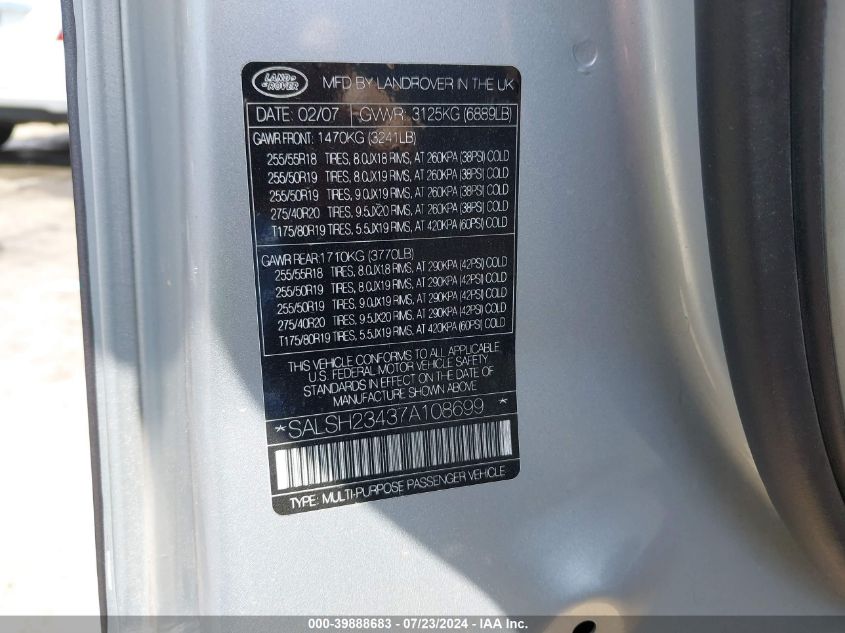 LAND ROVER
MFD BY LANDROVER IN THE UK
DATE: 02/07 GVWR: 3125KG (6889LB)
GAWR FRONT: 1470KG (3241LB)
255/55R18 TIRES, 8.0JX18 RIMS, AT 260KPA (38PSI) COLD
255/50R19 TIRES, 8.0JX19 RIMS, AT 260KPA (38PSI) COLD
255/50R19 TIRES, 9.0JX19 RIMS, AT 260KPA (38PSI) COLD
275/40R20 TIRES, 9.5JX20 RIMS, AT 260KPA (38PSI) COLD
T175/80R19 TIRES, 5.5JX19 RIMS, AT 420KPA (60PSI) COLD
GAWR REAR: 1710KG (3770LB)
255/55R18 TIRES, 8.0JX18 RIMS, AT 290KPA (42PSI) COLD
255/50R19 TIRES, 8.0JX19 RIMS, AT 290KPA (42PSI) COLD
255/50R19 TIRES, 9.0JX19 RIMS, AT 290KPA (42PSI) COLD
275/40R20 TIRES, 9.5JX20 RIMS, AT 290KPA (42PSI) COLD
T175/80R19 TIRES, 5.5JX19 RIMS, AT 420KPA (60PSI) COLD
THIS VEHICLE CONFORMS TO ALL APPLICABLE
U.S. FEDERAL MOTOR VEHICLE SAFETY
STANDARDS IN EFFECT ON THE DATE OF
MANUFACTURE SHOWN ABOVE
* SALSH23437A108699 *
TYPE: MULTI-PURPOSE PASSENGER VEHICLE
000-39888683 - 07/23/2024 - IAA Inc.